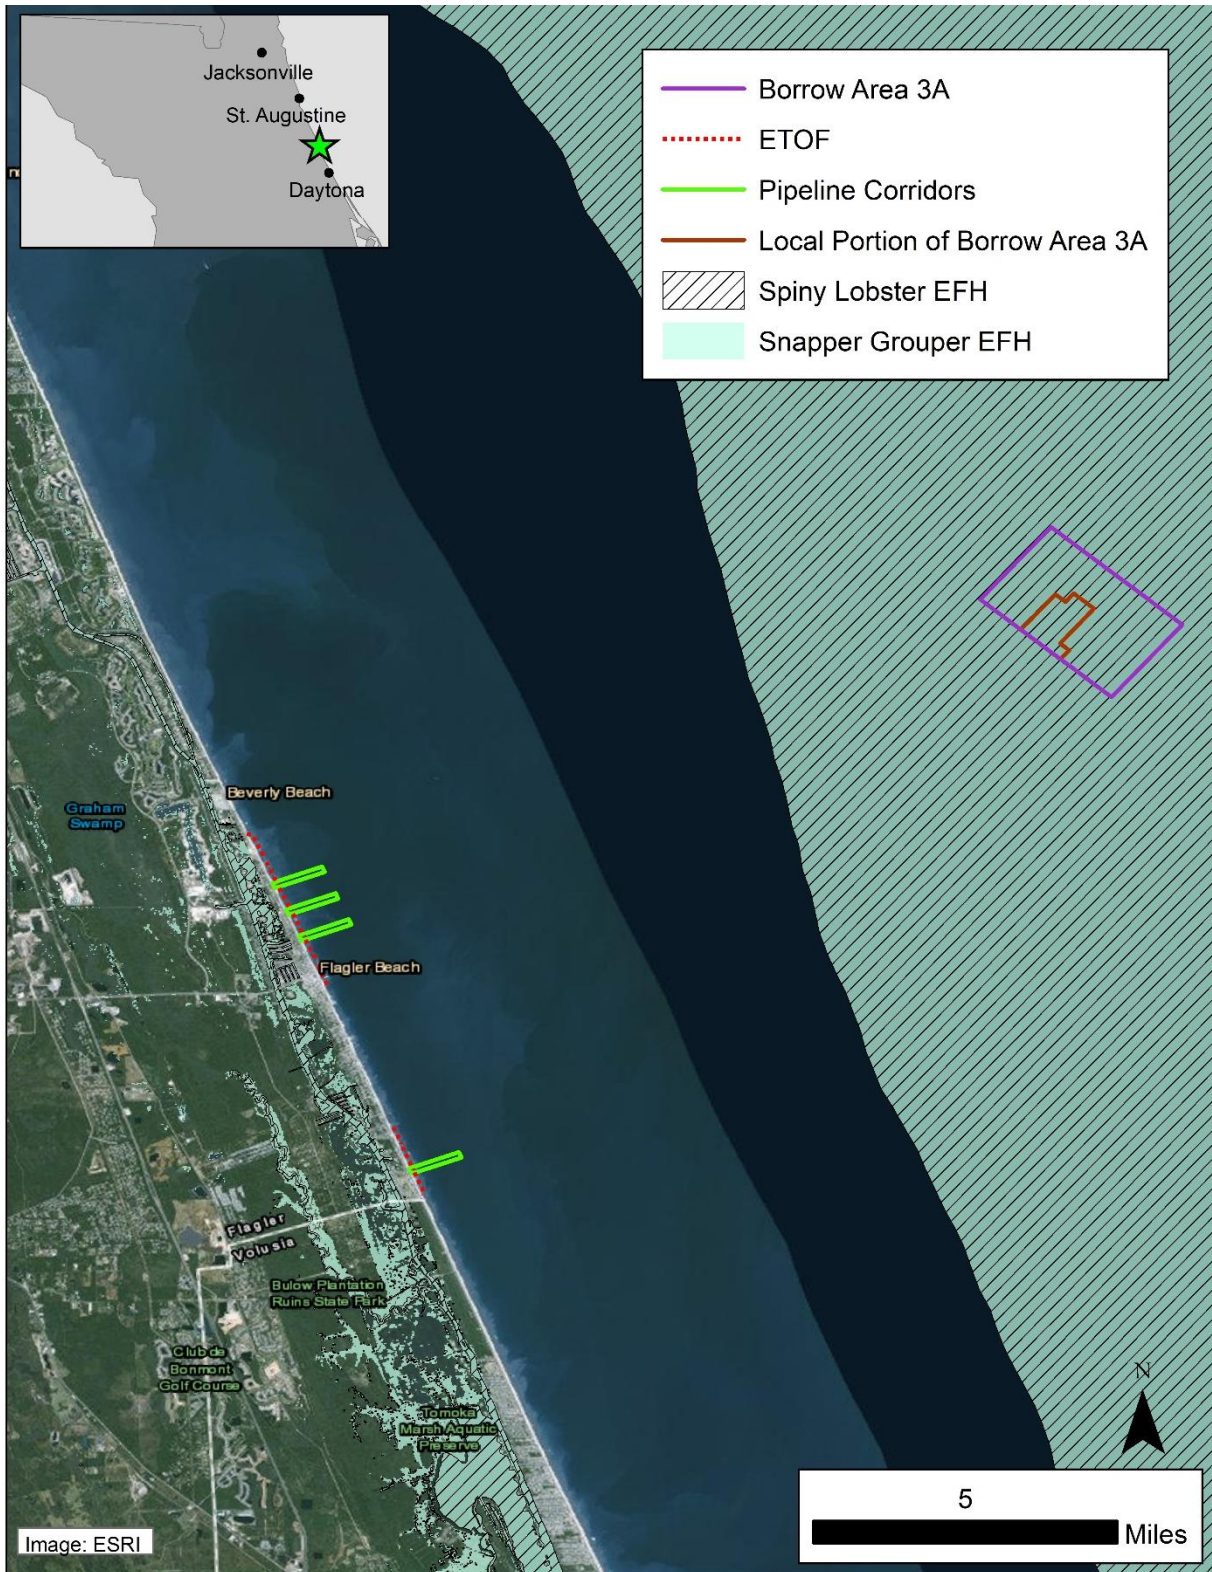 Jacksonville
St. Augustine
Daytona
Borrow Area 3A
ETOF
Pipeline Corridors
Local Portion of Borrow Area 3A
Spiny Lobster EFH
Snapper Grouper EFH
Beverly Beach
Graham
Swamp
Flagler Beach
Flagler
Volusia
Bulow Plantation
Ruins State Park
Club de
Bonmont
Golf Course
Tomoka
Marsh Aquatic
Preserve
N
5
Miles
Image: ESRI